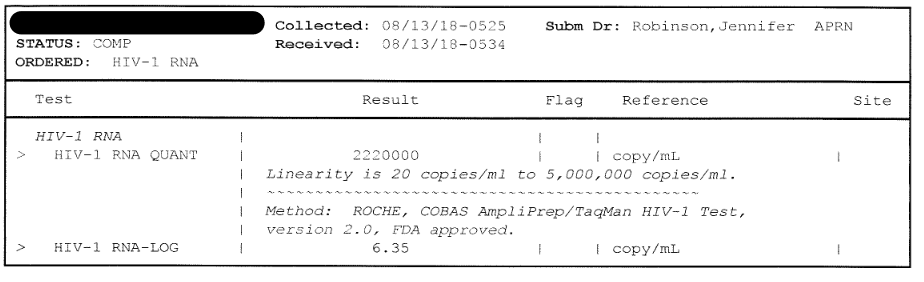 Collected: 08/13/18-0525 Subm Dr: Robinson,Jennifer APRN
STATUS: COMP Received: 08/13/18-0534
ORDERED: HIV-1 RNA
Test Result Flag Reference Site
HIV-1 RNA
> HIV-1 RNA QUANT 2220000 copy/mL
Linearity is 20 copies/ml to 5,000,000 copies/ml.
~~~~~~~~~~~~~~~~~~~~~~~~~~~~~~~~~~~~~~~~~~~
Method: ROCHE, COBAS AmpliPrep/TaqMan HIV-1 Test,
version 2.0, FDA approved.
> HIV-1 RNA-LOG 6.35 copy/mL